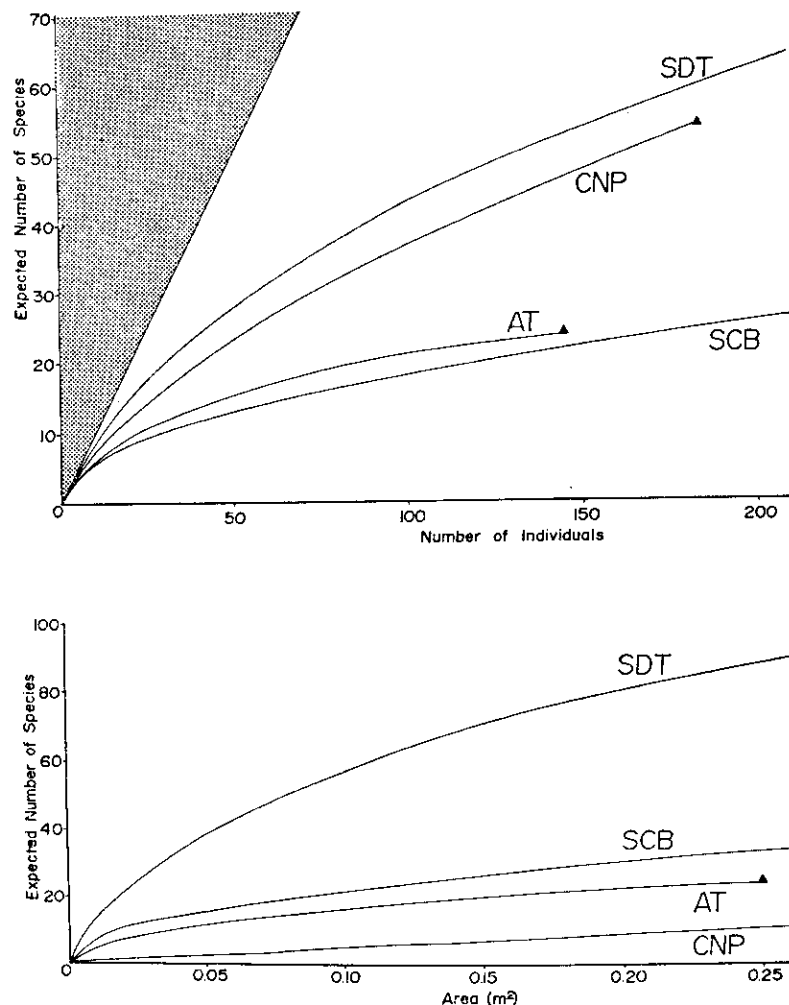 70
60
50
40
30
20
10
0
50
100
150
200
Expected Number of Species
Number of Individuals
SDT
CNP
AT
SCB
100
80
60
40
20
0
0.05
0.10
0.15
0.20
0.25
Expected Number of Species
Area (m²)
SDT
SCB
AT
CNP